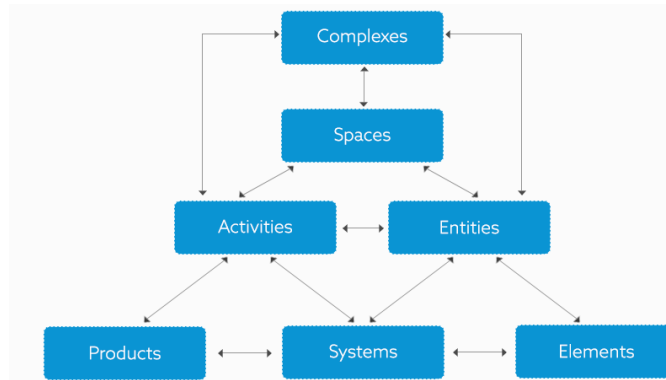 Complexes
Spaces
Activities
Entities
Products
Systems
Elements